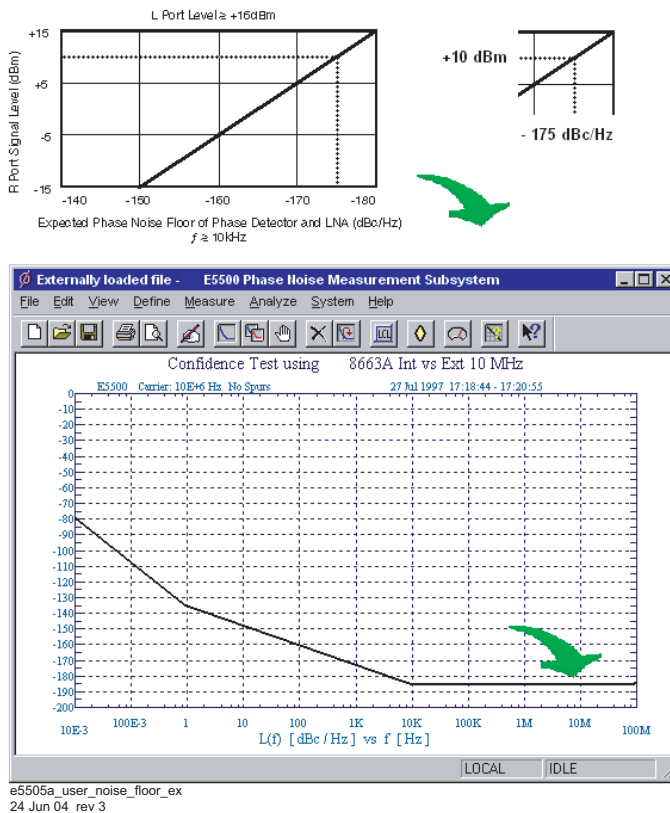 L Port Level ≥ +15dBm
+15
+5
-5
-15
R Port Signal Level (dBm)
-140 -150 -160 -170 -180
Expected Phase Noise Floor of Phase Detector and LNA (dBc/Hz)
f ≥ 10kHz
+10 dBm
- 175 dBc/Hz
Externally loaded file - E5500 Phase Noise Measurement Subsystem
File Edit View Define Measure Analyze System Help
LCL
Confidence Test using 8663A Int vs Ext 10 MHz
E5500 Carrier: 10E+6 Hz No Spurs 27 Jul 1997 17:18:44 - 17:20:55
0
-10
-20
-30
-40
-50
-60
-70
-80
-90
-100
-110
-120
-130
-140
-150
-160
-170
-180
-190
-200
10E-3 100E-3 1 10 100 1K 10K 100K 1M 10M 100M
L(f) [ dBc / Hz ] vs f [ Hz ]
LOCAL IDLE
e5505a_user_noise_floor_ex
24 Jun 04 rev 3